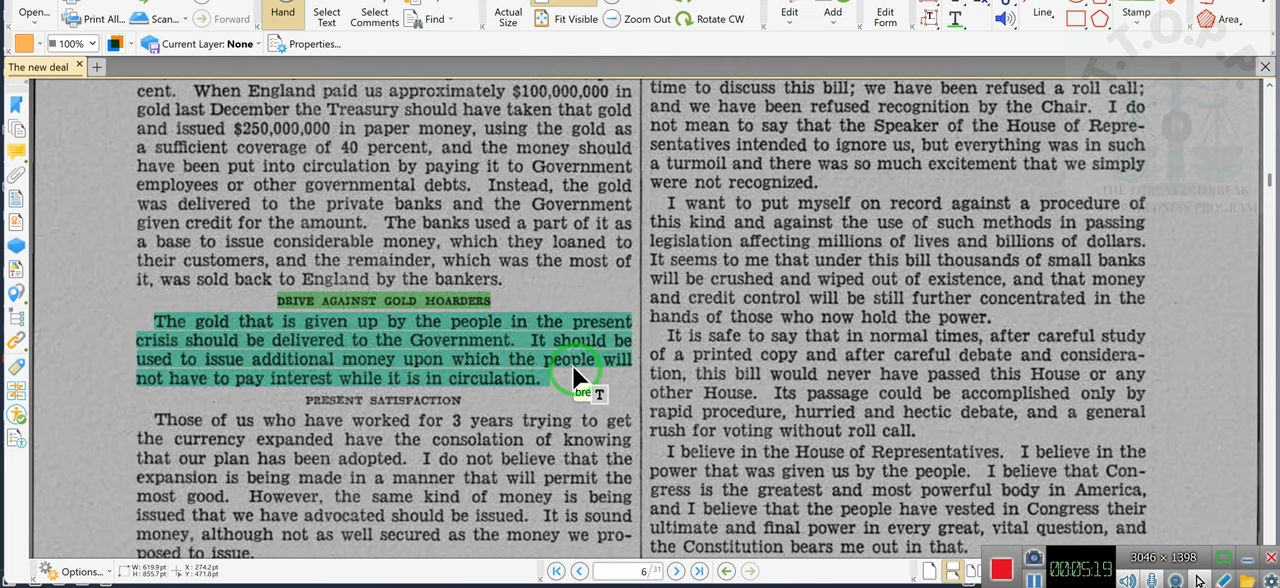 Open...
Print All...
Scan...
Forward
Hand
Select
Text
Select
Comments
Find
Actual
Size
Fit Visible
Zoom Out
Rotate CW
Edit
Add
Edit
Form
Line,
Stamp
Area,
100%
Current Layer: None
Properties...
The new deal
T.T.O.P.P
cent. When England paid us approximately $100,000,000 in
gold last December the Treasury should have taken that gold
and issued $250,000,000 in paper money, using the gold as
a sufficient coverage of 40 percent, and the money should
have been put into circulation by paying it to Government
employees or other governmental debts. Instead, the gold
was delivered to the private banks and the Government
given credit for the amount. The banks used a part of it as
a base to issue considerable money, which they loaned to
their customers, and the remainder, which was the most of
it, was sold back to England by the bankers.
DRIVE AGAINST GOLD HOARDERS
The gold that is given up by the people in the present
crisis should be delivered to the Government. It should be
used to issue additional money upon which the people will
not have to pay interest while it is in circulation.
PRESENT SATISFACTION
Those of us who have worked for 3 years trying to get
the currency expanded have the consolation of knowing
that our plan has been adopted. I do not believe that the
expansion is being made in a manner that will permit the
most good. However, the same kind of money is being
issued that we have advocated should be issued. It is sound
money, although not as well secured as the money we pro-
posed to issue.
time to discuss this bill; we have been refused a roll call;
and we have been refused recognition by the Chair. I do
not mean to say that the Speaker of the House of Repre-
sentatives intended to ignore us, but everything was in such
a turmoil and there was so much excitement that we simply
were not recognized.
I want to put myself on record against a procedure of
this kind and against the use of such methods in passing
legislation affecting millions of lives and billions of dollars.
It seems to me that under this bill thousands of small banks
will be crushed and wiped out of existence, and that money
and credit control will be still further concentrated in the
hands of those who now hold the power.
It is safe to say that in normal times, after careful study
of a printed copy and after careful debate and considera-
tion, this bill would never have passed this House or any
other House. Its passage could be accomplished only by
rapid procedure, hurried and hectic debate, and a general
rush for voting without roll call.
I believe in the House of Representatives. I believe in the
power that was given us by the people. I believe that Con-
gress is the greatest and most powerful body in America,
and I believe that the people have vested in Congress their
ultimate and final power in every great, vital question, and
the Constitution bears me out in that.
Options...
W: 619.9pt
H: 855.7pt
X: 274.2pt
Y: 471.8pt
6 / 31
3046 × 1398
00:05:19